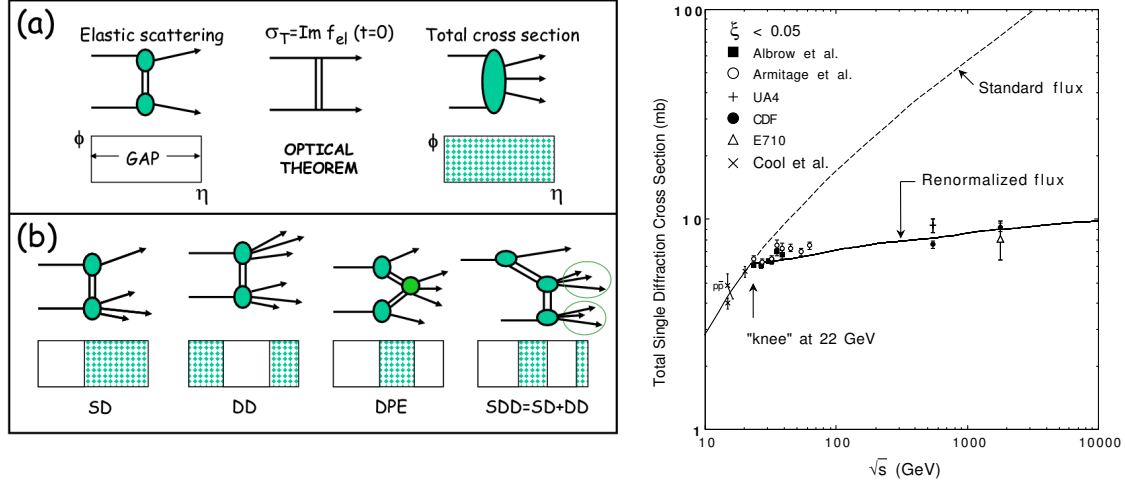 (a)
Elastic scattering
σT=Im fel (t=0)
Total cross section
ϕ
GAP
η
OPTICAL
THEOREM
ϕ
η
(b)
SD
DD
DPE
SDD=SD+DD
Total Single Diffraction Cross Section (mb)
100
10
1
ξ < 0.05
Albrow et al.
Armitage et al.
UA4
CDF
E710
Cool et al.
Standard flux
Renormalized flux
pp̄
"knee" at 22 GeV
10
100
1000
10000
√s (GeV)